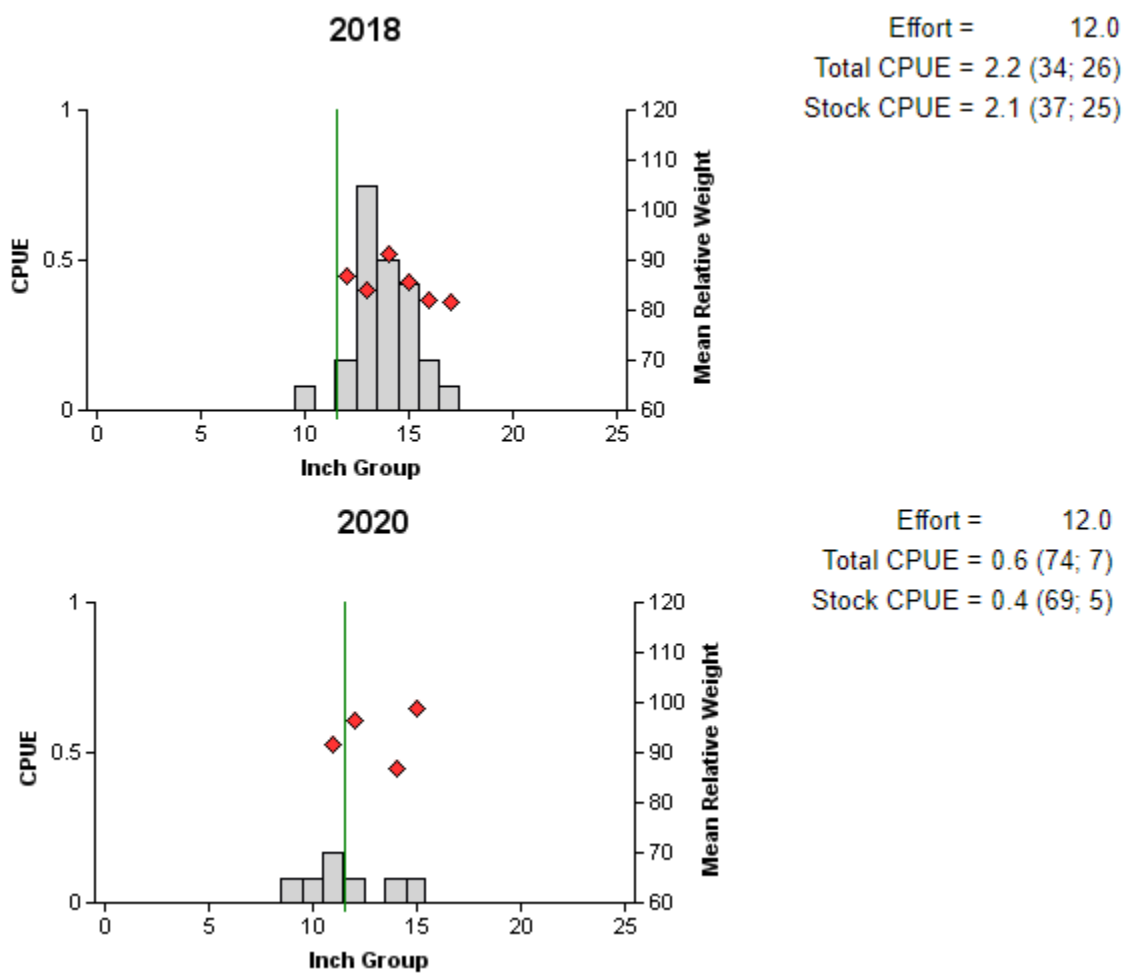 2018
Effort = 12.0
Total CPUE = 2.2 (34; 26)
Stock CPUE = 2.1 (37; 25)
1
0.5
0
CPUE
120
110
100
90
80
70
60
Mean Relative Weight
0 5 10 15 20 25
Inch Group
2020
Effort = 12.0
Total CPUE = 0.6 (74; 7)
Stock CPUE = 0.4 (69; 5)
1
0.5
0
CPUE
120
110
100
90
80
70
60
Mean Relative Weight
0 5 10 15 20 25
Inch Group